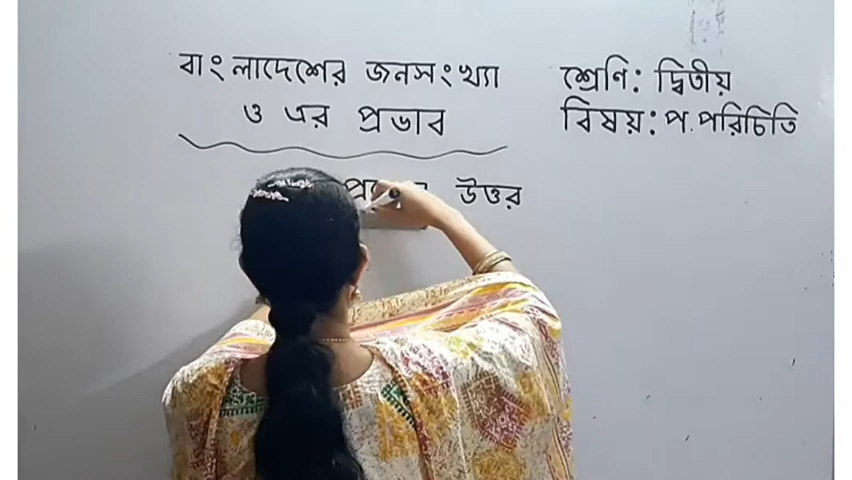 বাংলাদেশের জনসংখ্যা
ও এর প্রভাব
শ্রেণি: দ্বিতীয়
বিষয়: প. পরিচিতি
উত্তর